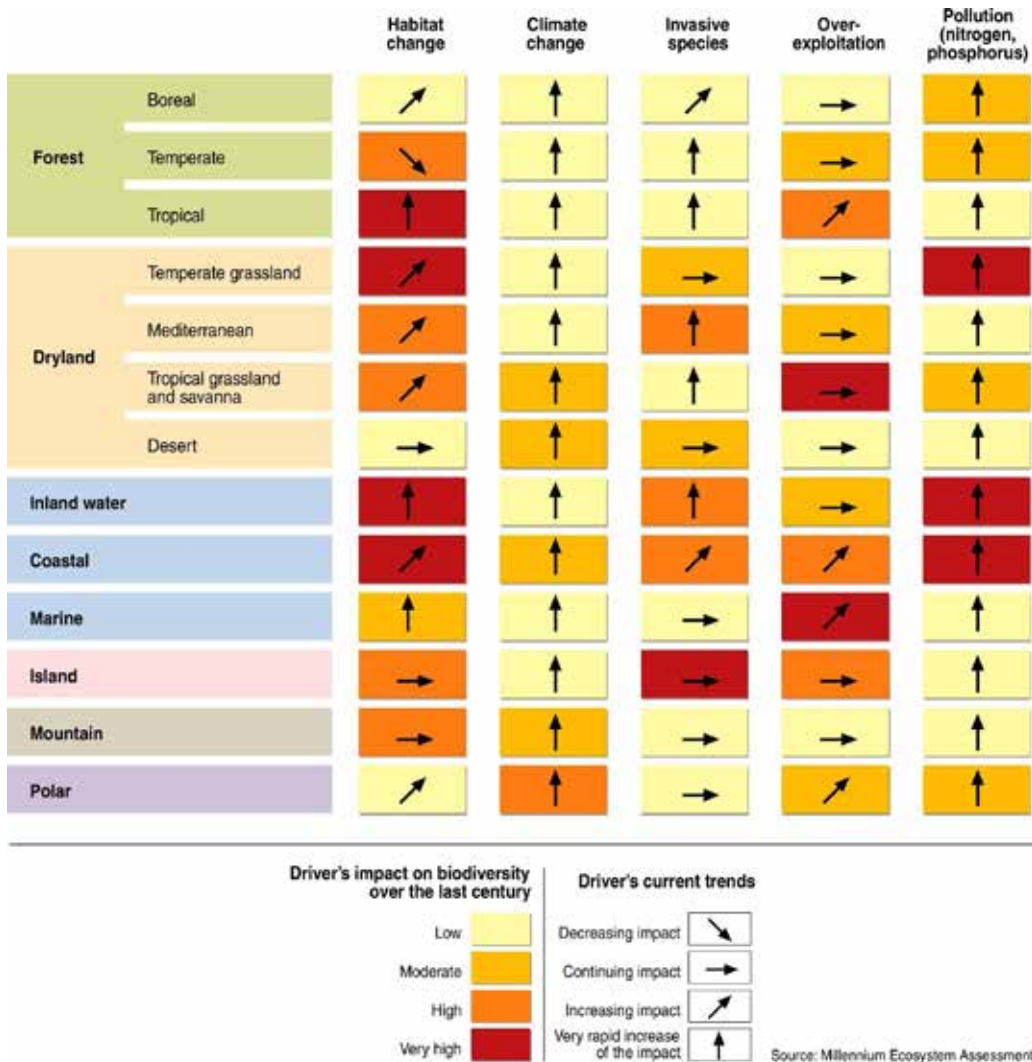 Habitat
change
Climate
change
Invasive
species
Over-
exploitation
Pollution
(nitrogen,
phosphorus)
Forest
Boreal
Temperate
Tropical
Dryland
Temperate grassland
Mediterranean
Tropical grassland
and savanna
Desert
Inland water
Coastal
Marine
Island
Mountain
Polar
Driver's impact on biodiversity
over the last century
Low
Moderate
High
Very high
Driver's current trends
Decreasing impact
Continuing impact
Increasing impact
Very rapid increase
of the impact
Source: Millennium Ecosystem Assessment